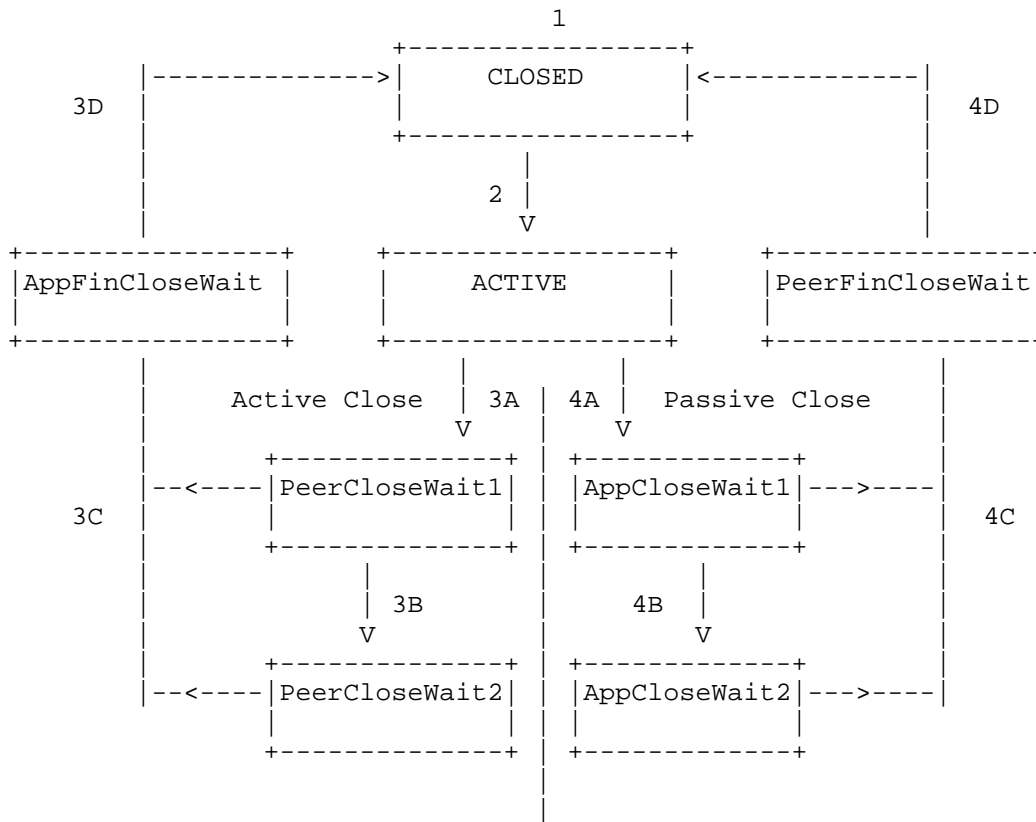 1
CLOSED
3D 4D
2
AppFinCloseWait ACTIVE PeerFinCloseWait
Active Close 3A 4A Passive Close
PeerCloseWait1 AppCloseWait1
3C 4C
3B 4B
PeerCloseWait2 AppCloseWait2